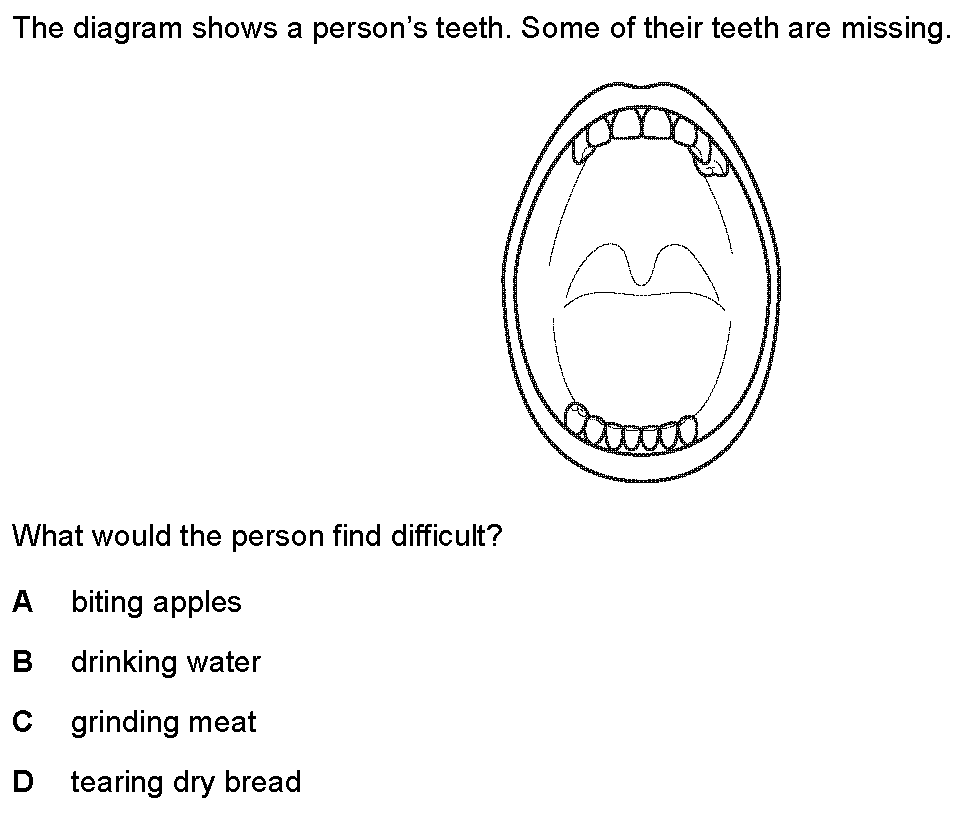 The diagram shows a person’s teeth. Some of their teeth are missing.
What would the person find difficult?
A biting apples
B drinking water
C grinding meat
D tearing dry bread